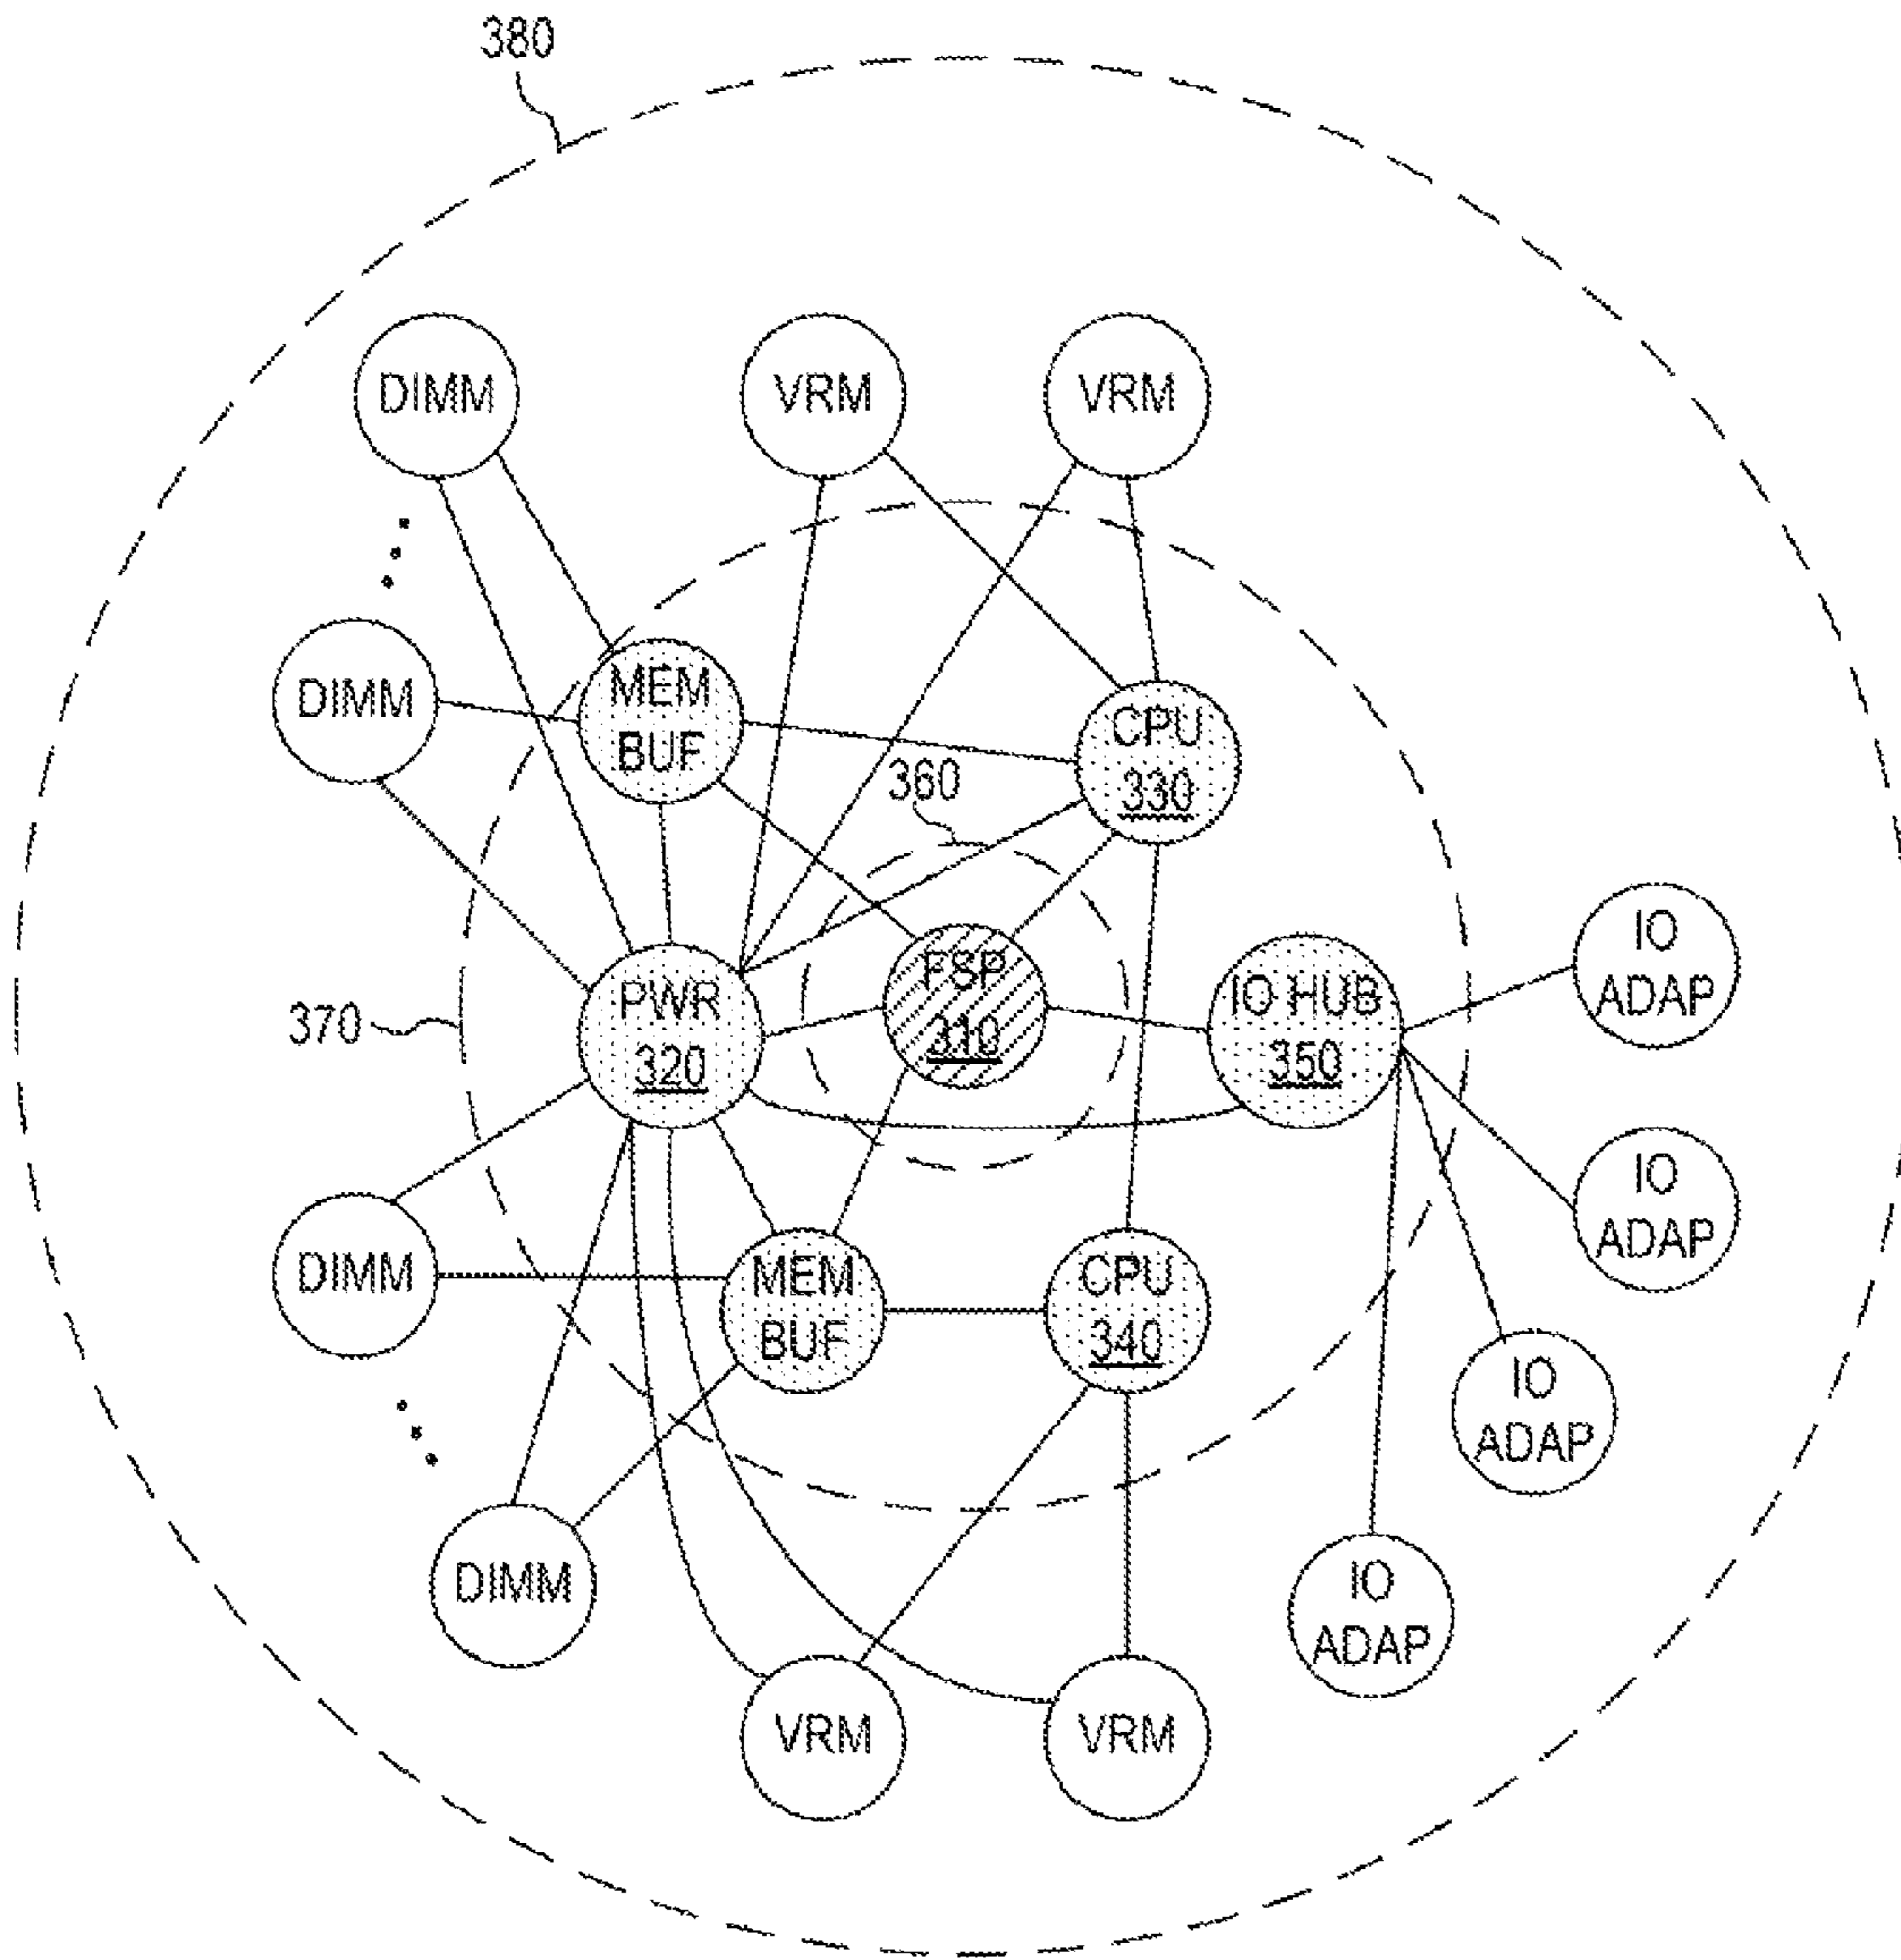 380
DIMM
VRM
VRM
DIMM
MEM
BUF
CPU
330
360
IO
ADAP
FSP
310
PWR
320
IO HUB
350
370
IO
ADAP
DIMM
MEM
BUF
CPU
340
IO
ADAP
DIMM
IO
ADAP
VRM
VRM